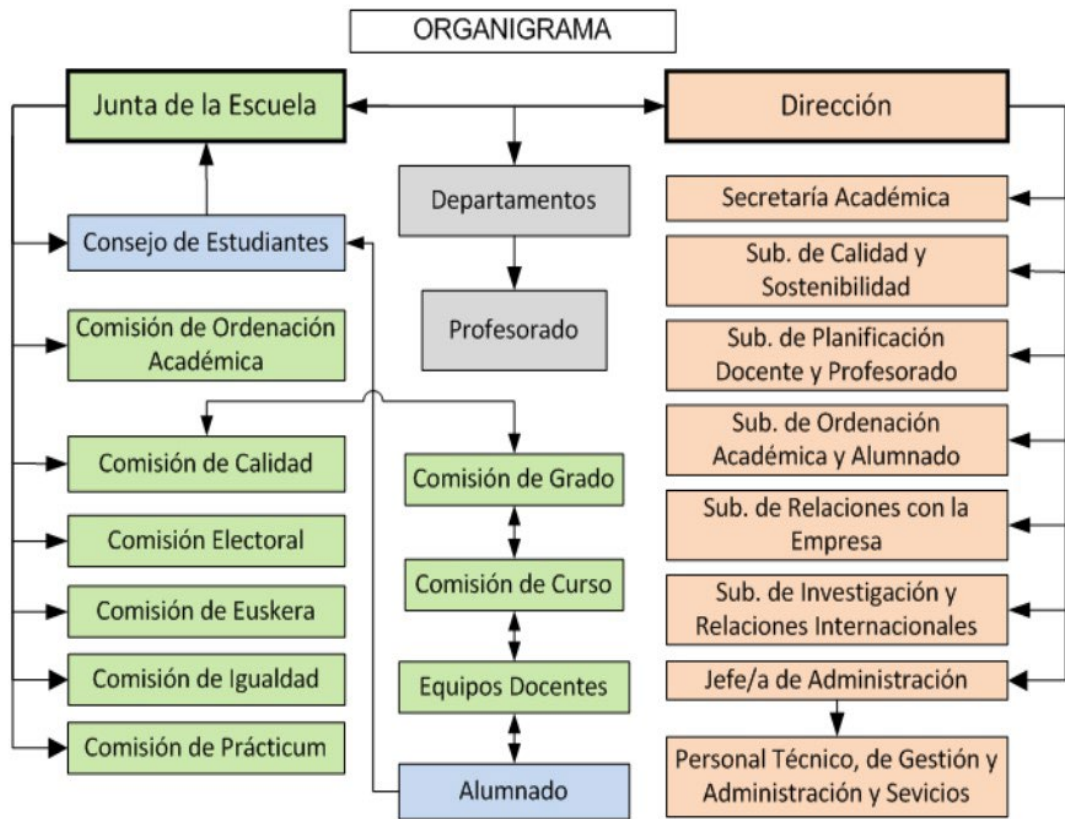 ORGANIGRAMA
Junta de la Escuela
Dirección
Departamentos
Profesorado
Consejo de Estudiantes
Comisión de Ordenación
Académica
Comisión de Calidad
Comisión Electoral
Comisión de Euskera
Comisión de Igualdad
Comisión de Prácticum
Comisión de Grado
Comisión de Curso
Equipos Docentes
Alumnado
Secretaría Académica
Sub. de Calidad y
Sostenibilidad
Sub. de Planificación
Docente y Profesorado
Sub. de Ordenación
Académica y Alumnado
Sub. de Relaciones con la
Empresa
Sub. de Investigación y
Relaciones Internacionales
Jefe/a de Administración
Personal Técnico, de Gestión y
Administración y Sevicios